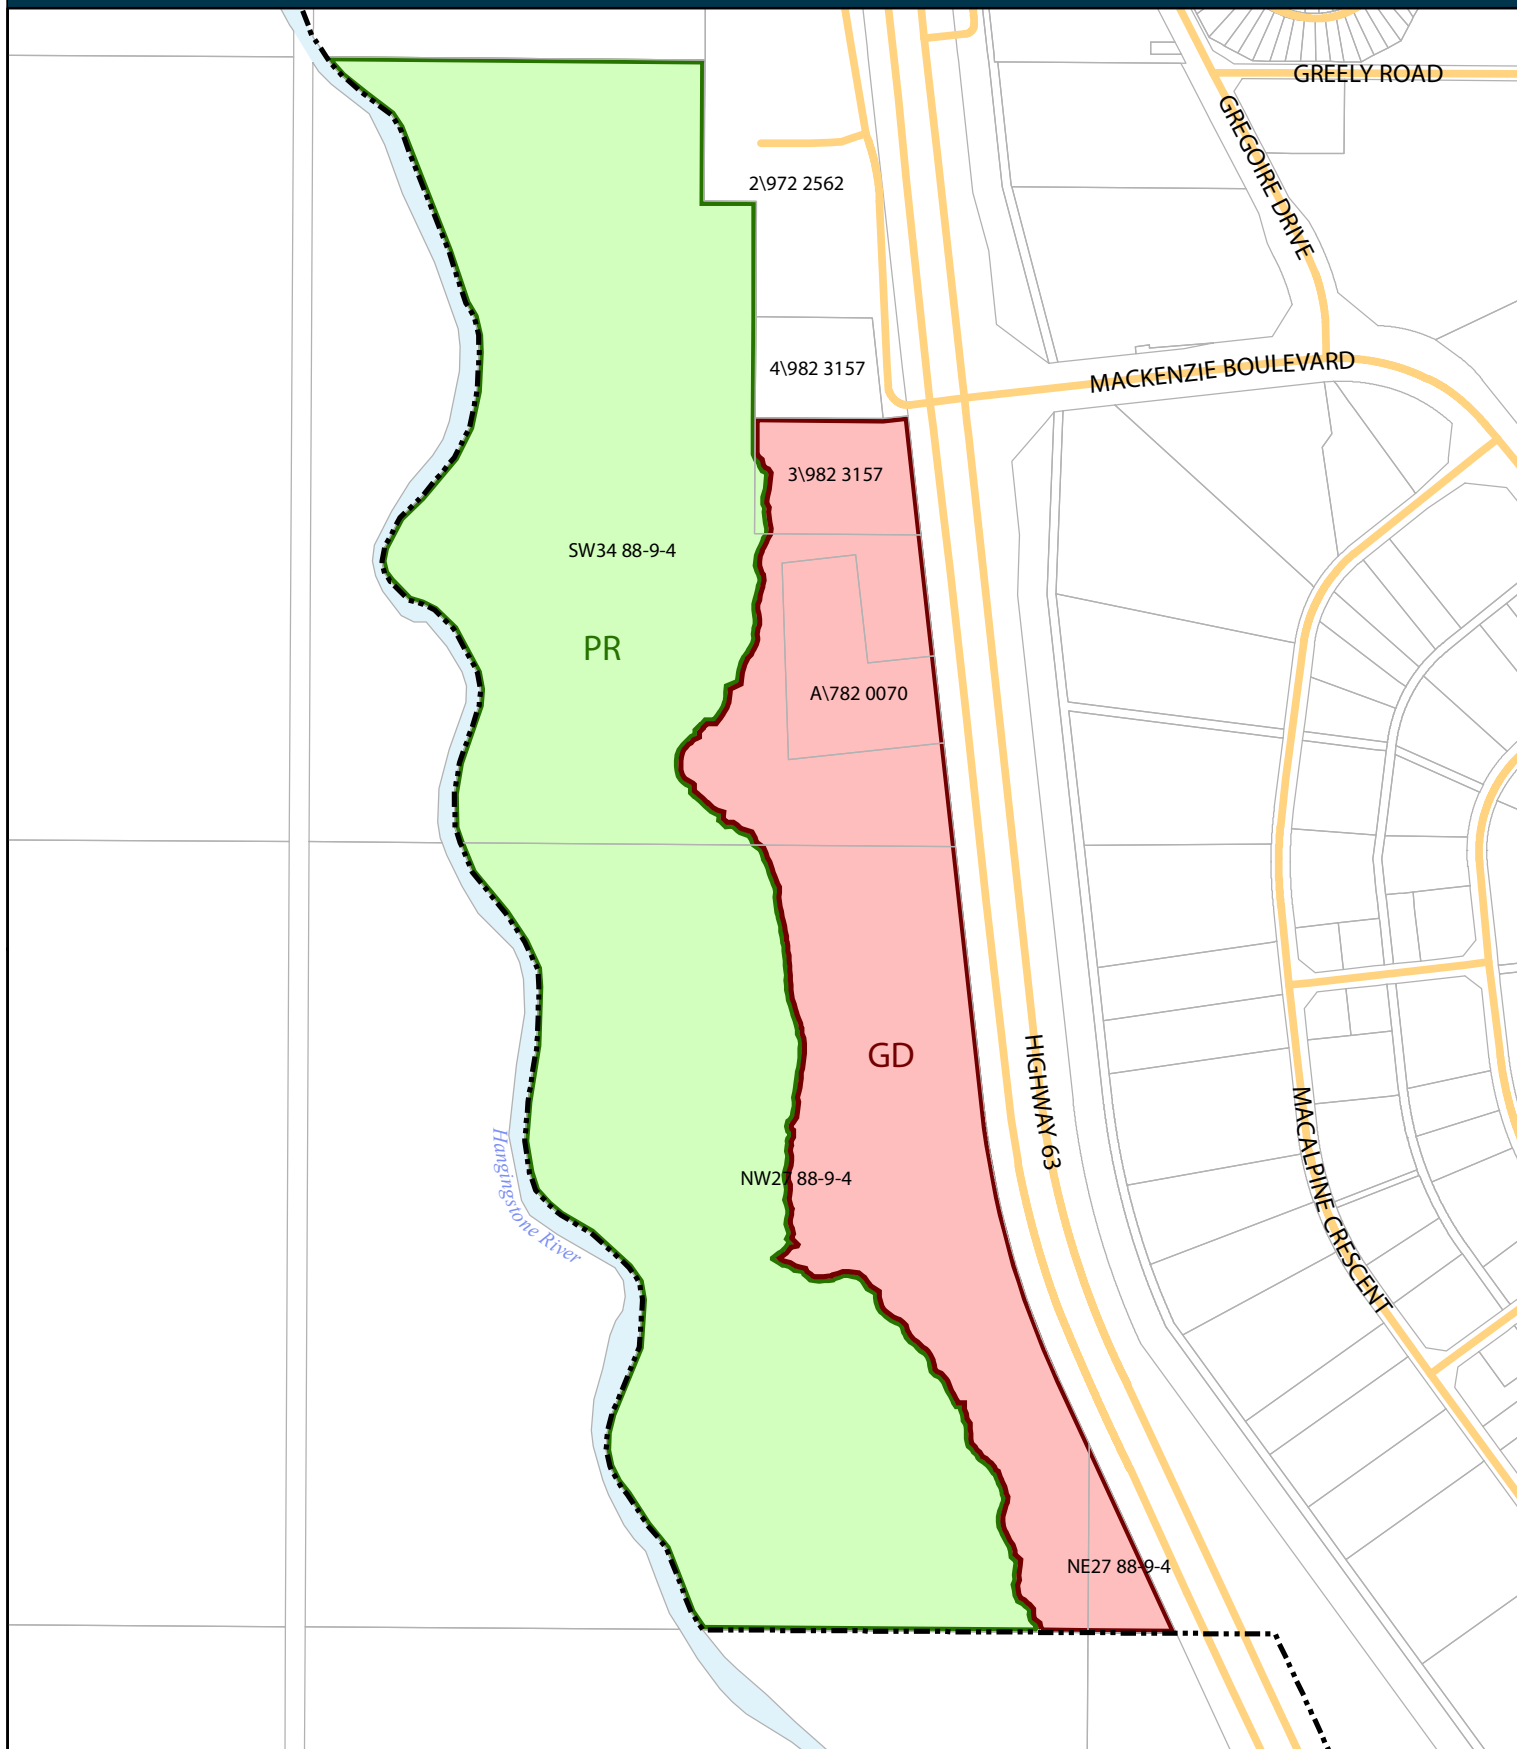 GREELY ROAD
GREGOIRE DRIVE
2\972 2562
MACKENZIE BOULEVARD
4\982 3157
3\982 3157
SW34 88-9-4
PR
A\782 0070
GD
HIGHWAY 63
MACALPINE CRESCENT
Hangingstone River
NW27 88-9-4
NE27 88-9-4